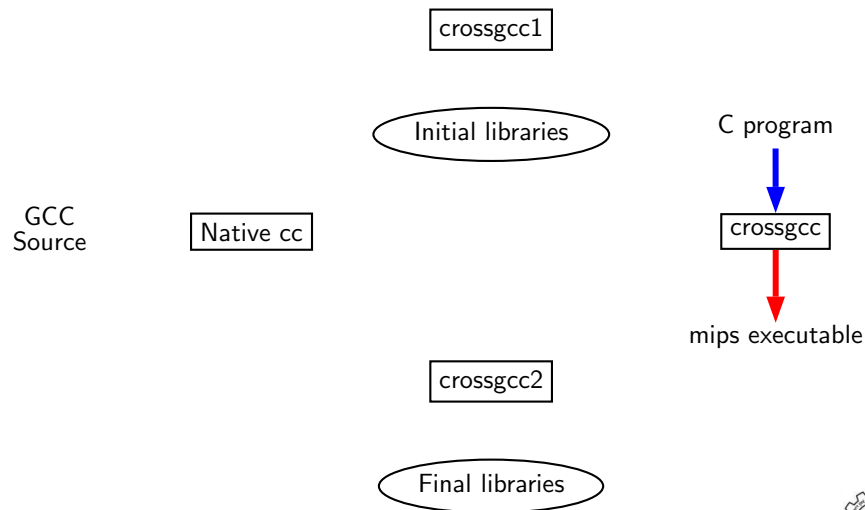 crossgcc1
Initial libraries
C program
GCC
Source
Native cc
crossgcc
mips executable
crossgcc2
Final libraries